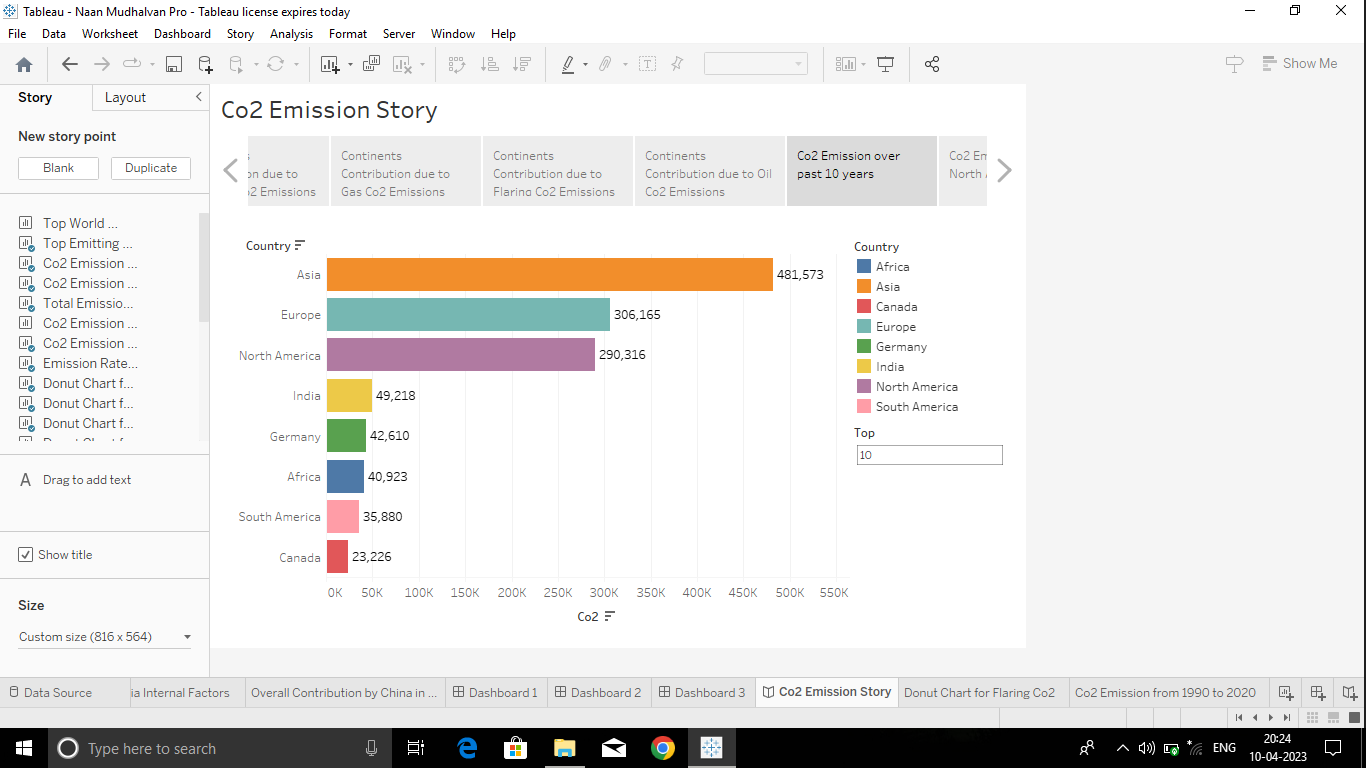 Tableau - Naan Mudhalvan Pro - Tableau license expires today
File Data Worksheet Dashboard Story Analysis Format Server Window Help
Show Me
Story Layout
New story point
Blank Duplicate
Top World ...
Top Emitting ...
Co2 Emission ...
Co2 Emission ...
Total Emissio...
Co2 Emission ...
Co2 Emission ...
Emission Rate...
Donut Chart f...
Donut Chart f...
Donut Chart f...
A Drag to add text
Show title
Size
Custom size (816 x 564)
Co2 Emission Story
on due to
o2 Emissions
Continents
Contribution due to
Gas Co2 Emissions
Continents
Contribution due to
Flaring Co2 Emissions
Continents
Contribution due to Oil
Co2 Emissions
Co2 Emission over
past 10 years
Co2 Em
North
Country
Asia 481,573
Europe 306,165
North America 290,316
India 49,218
Germany 42,610
Africa 40,923
South America 35,880
Canada 23,226
0K 50K 100K 150K 200K 250K 300K 350K 400K 450K 500K 550K
Co2
Country
Africa
Asia
Canada
Europe
Germany
India
North America
South America
Top
10
Data Source ia Internal Factors Overall Contribution by China in ... Dashboard 1 Dashboard 2 Dashboard 3 Co2 Emission Story Donut Chart for Flaring Co2 Co2 Emission from 1990 to 2020
Type here to search
ENG
20:24
10-04-2023